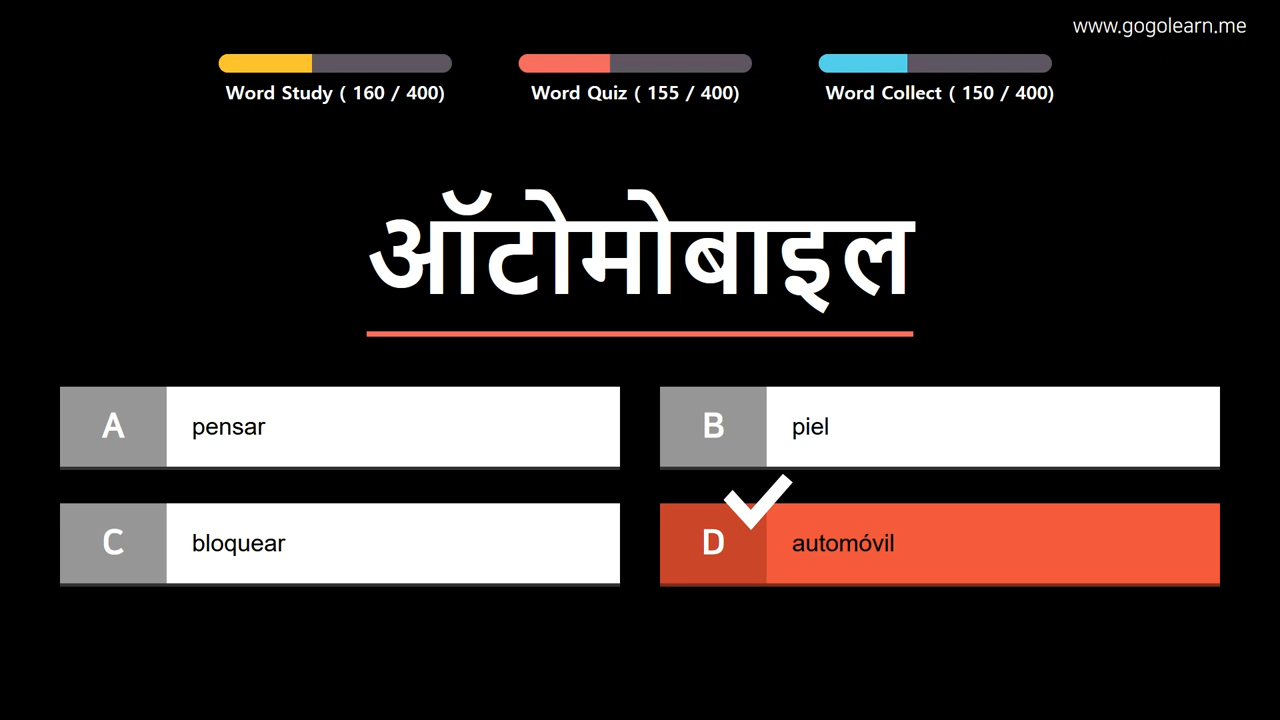 www.gogolearn.me
Word Study ( 160 / 400)
Word Quiz ( 155 / 400)
Word Collect ( 150 / 400)
ऑटोमोबाइल
A pensar
B piel
C bloquear
D automóvil